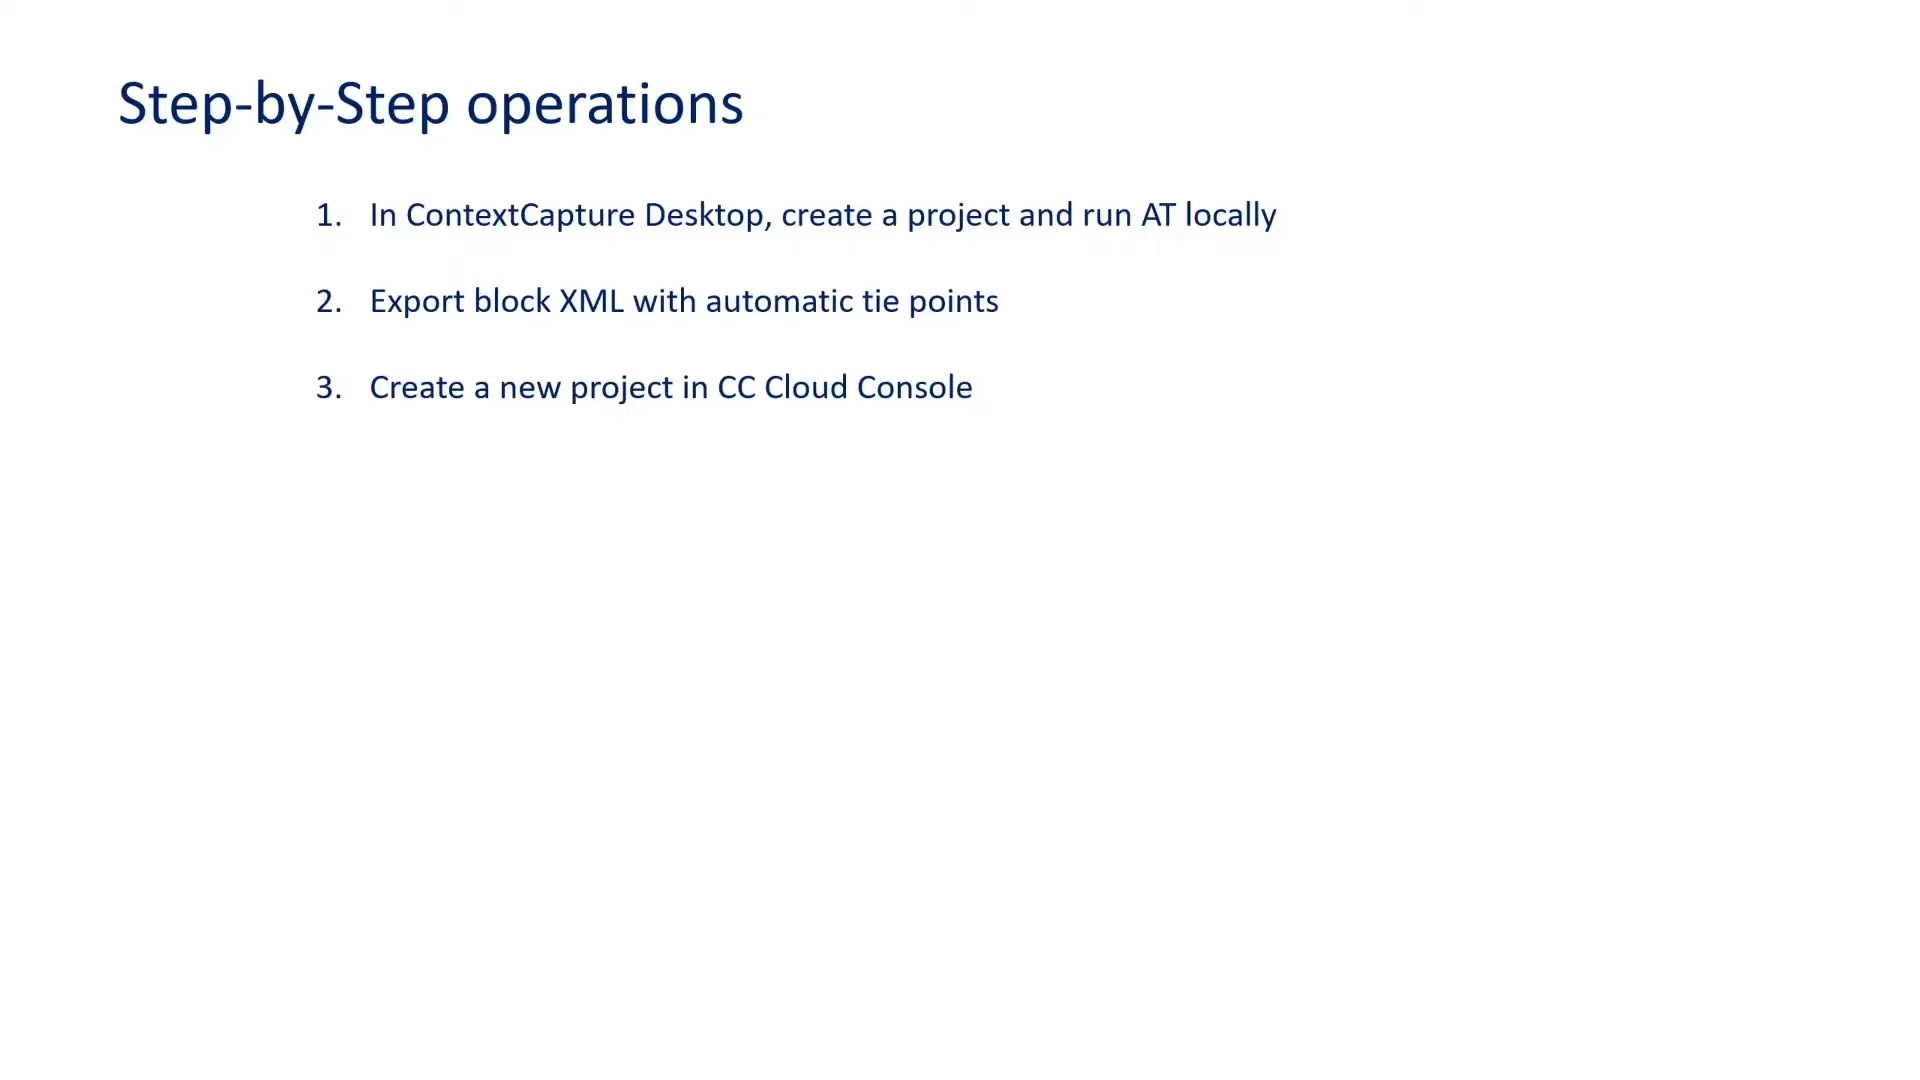 Step-by-Step operations
1. In ContextCapture Desktop, create a project and run AT locally
2. Export block XML with automatic tie points
3. Create a new project in CC Cloud Console